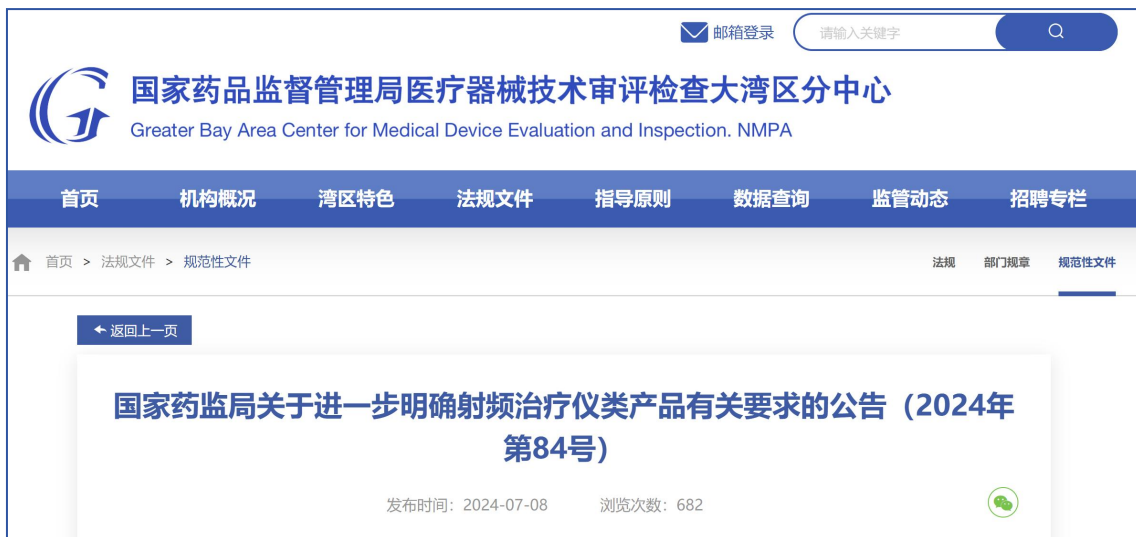 邮箱登录
请输入关键字
国家药品监督管理局医疗器械技术审评检查大湾区分中心
Greater Bay Area Center for Medical Device Evaluation and Inspection. NMPA
首页 机构概况 湾区特色 法规文件 指导原则 数据查询 监管动态 招聘专栏
首页 > 法规文件 > 规范性文件
法规 部门规章 规范性文件
返回上一页
国家药监局关于进一步明确射频治疗仪类产品有关要求的公告（2024年
第84号）
发布时间：2024-07-08 浏览次数：682